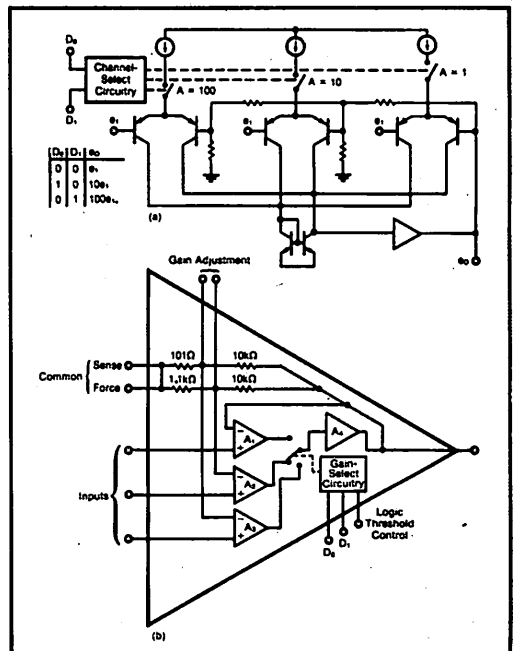 D₀
Channel-
Select
Circuitry
D₁
A = 100
A = 10
A = 1
e₁
e₁
e₁
D₀ D₁ e₀
0 0 e₁
1 0 10e₁
0 1 100e₁
(a)
e₀
Gain Adjustment
Common
Sense
Force
101Ω
10kΩ
1.1kΩ
10kΩ
Inputs
A₁
A₂
A₃
A₄
Gain-
Select
Circuitry
Logic
Threshold
Control
D₀
D₁
(b)